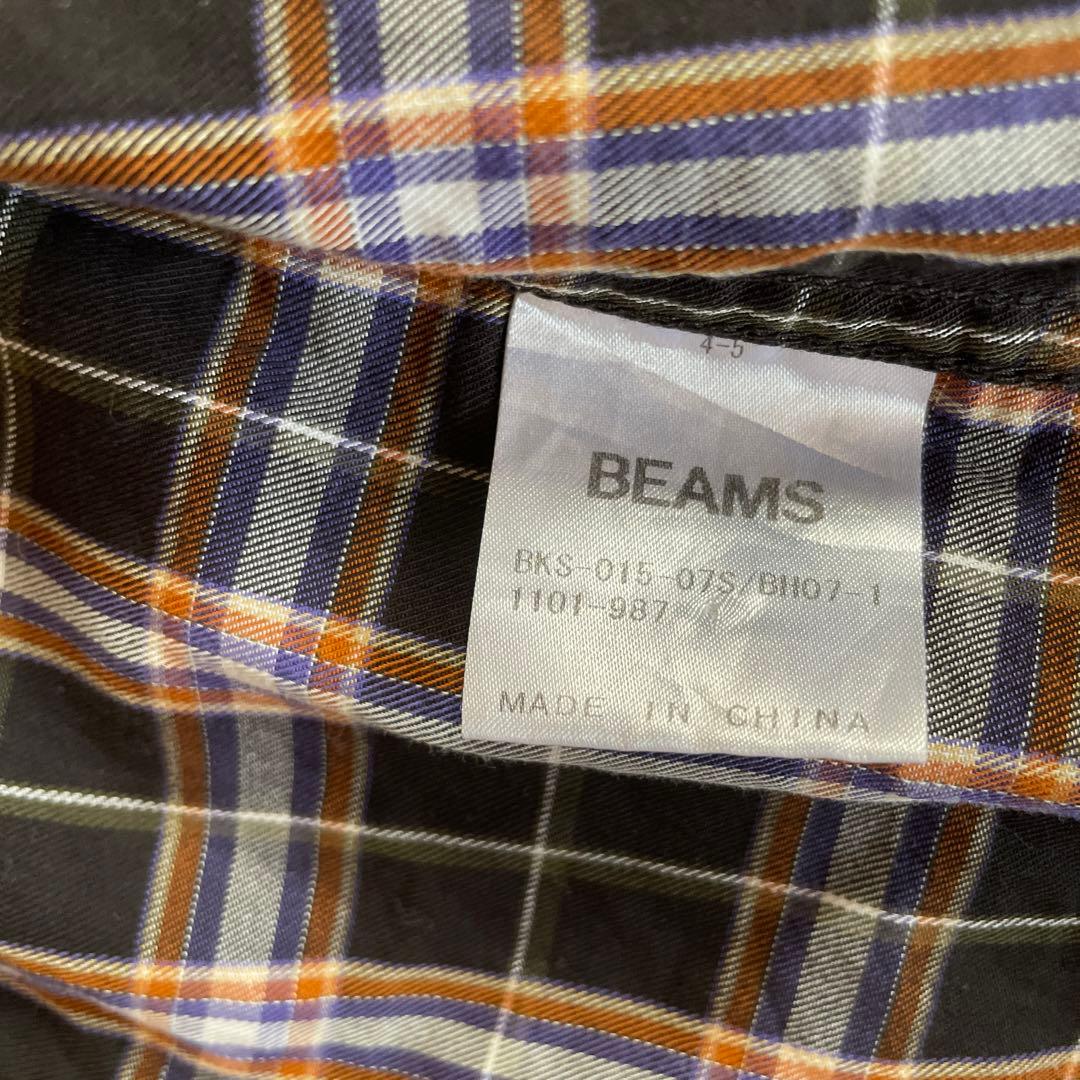 4-5
BEAMS
BKS-015-07S/BH07-1
1101-987
MADE IN CHINA